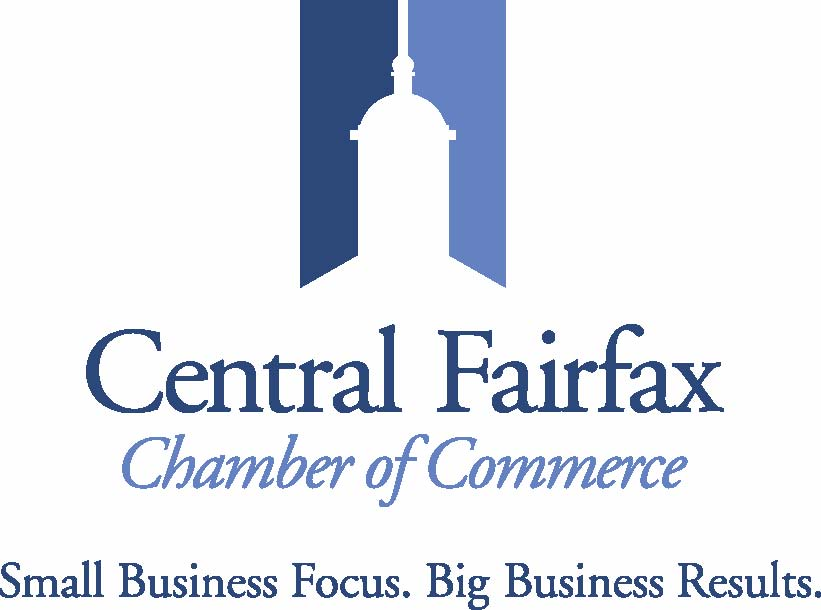 Central Fairfax
Chamber of Commerce
Small Business Focus. Big Business Results.